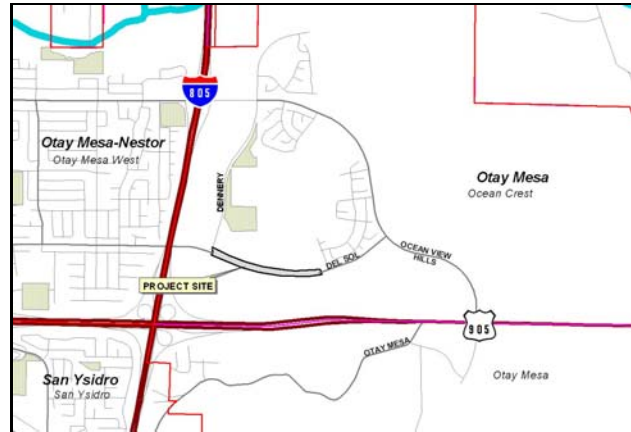 805
Otay Mesa-Nestor
Otay Mesa West
Otay Mesa
Ocean Crest
DENNERY
OCEAN VIEW
HILLS
DEL SOL
PROJECT SITE
905
OTAY MESA
San Ysidro
San Ysidro
Otay Mesa